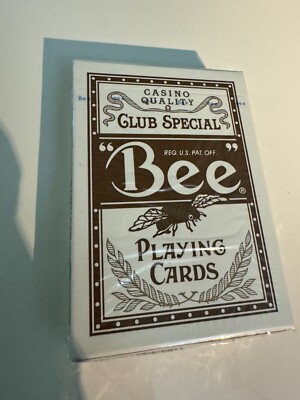 CASINO
QUALITY
CLUB SPECIAL
REG. U.S. PAT. OFF.
"Bee"®
PLAYING
CARDS